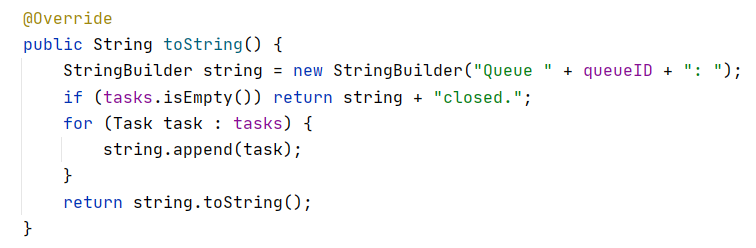 @Override
public String toString() {
    StringBuilder string = new StringBuilder("Queue " + queueID + ": ");
    if (tasks.isEmpty()) return string + "closed.";
    for (Task task : tasks) {
        string.append(task);
    }
    return string.toString();
}